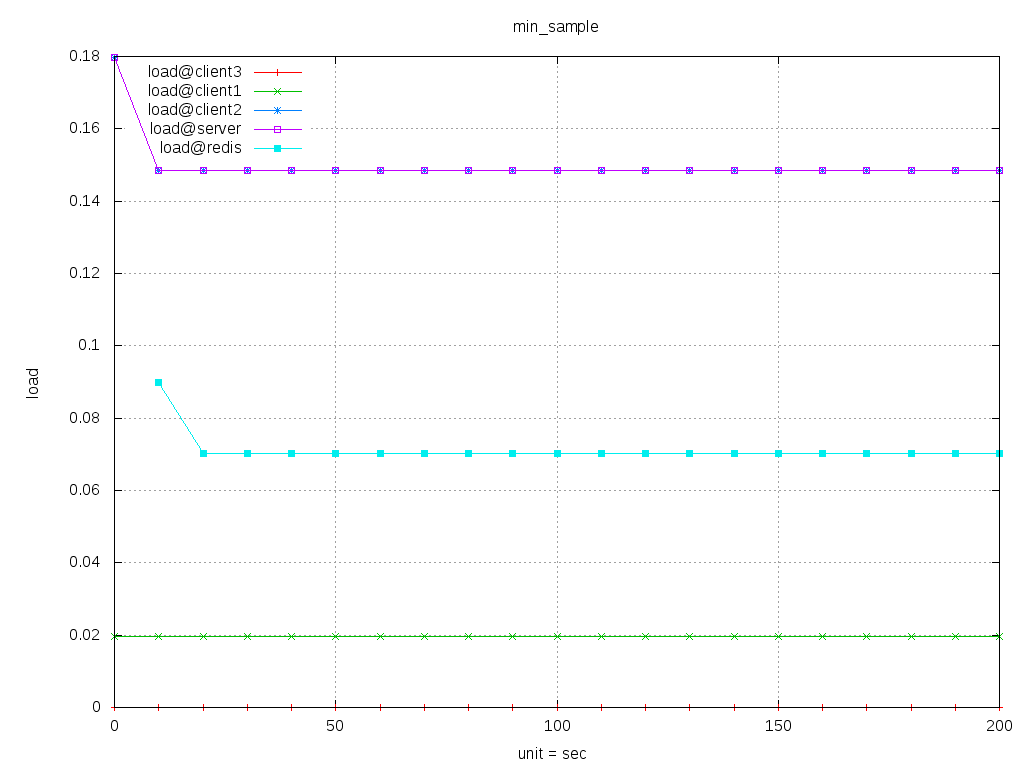 min_sample
0.18
0.16
0.14
0.12
0.1
0.08
0.06
0.04
0.02
0
load
load@client3
load@client1
load@client2
load@server
load@redis
0 50 100 150 200
unit = sec